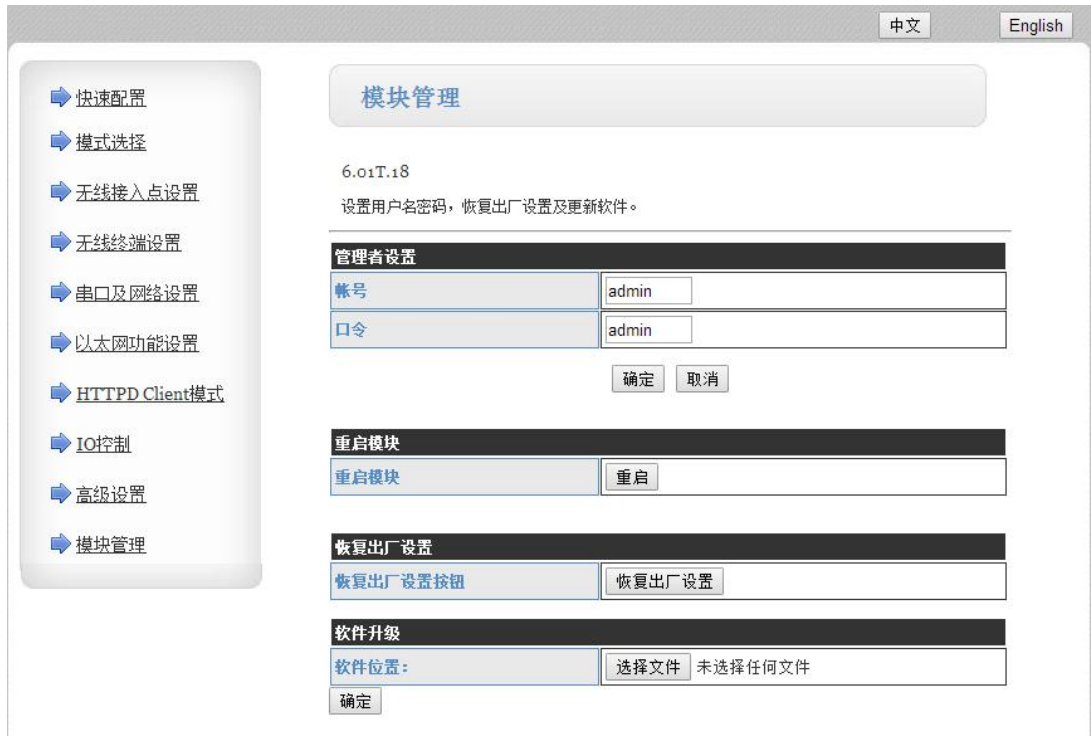 中文 English
快速配置
模式选择
无线接入点设置
无线终端设置
串口及网络设置
以太网功能设置
HTTPD Client模式
IO控制
高级设置
模块管理
模块管理
6.01T.18
设置用户名密码，恢复出厂设置及更新软件。
管理者设置
帐号 admin
口令 admin
确定 取消
重启模块
重启模块 重启
恢复出厂设置
恢复出厂设置按钮 恢复出厂设置
软件升级
软件位置： 选择文件 未选择任何文件
确定